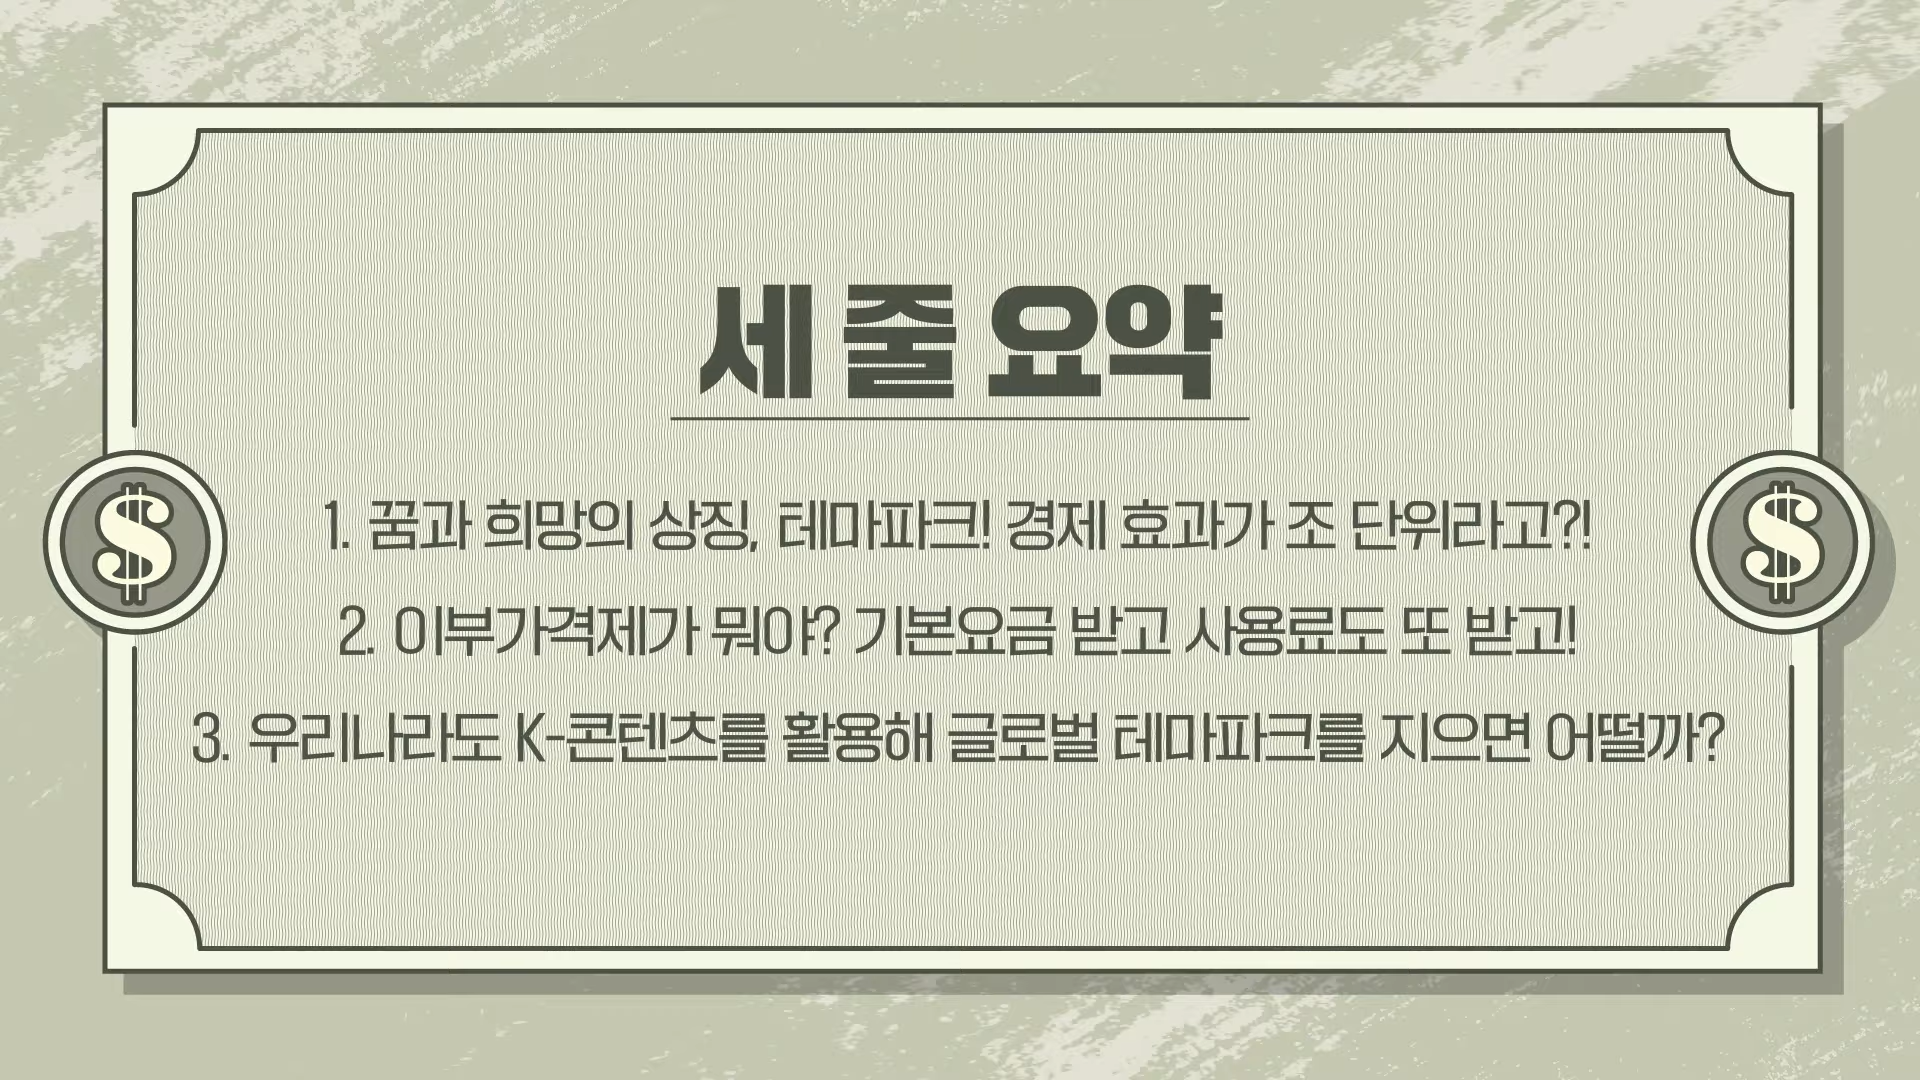 세 줄 요약
1. 꿈과 희망의 상징, 테마파크! 경제 효과가 조 단위라고?!
2. 이부가격제가 뭐야? 기본요금 받고 사용료도 또 받고!
3. 우리나라도 K-콘텐츠를 활용해 글로벌 테마파크를 지으면 어떨까?
$
$